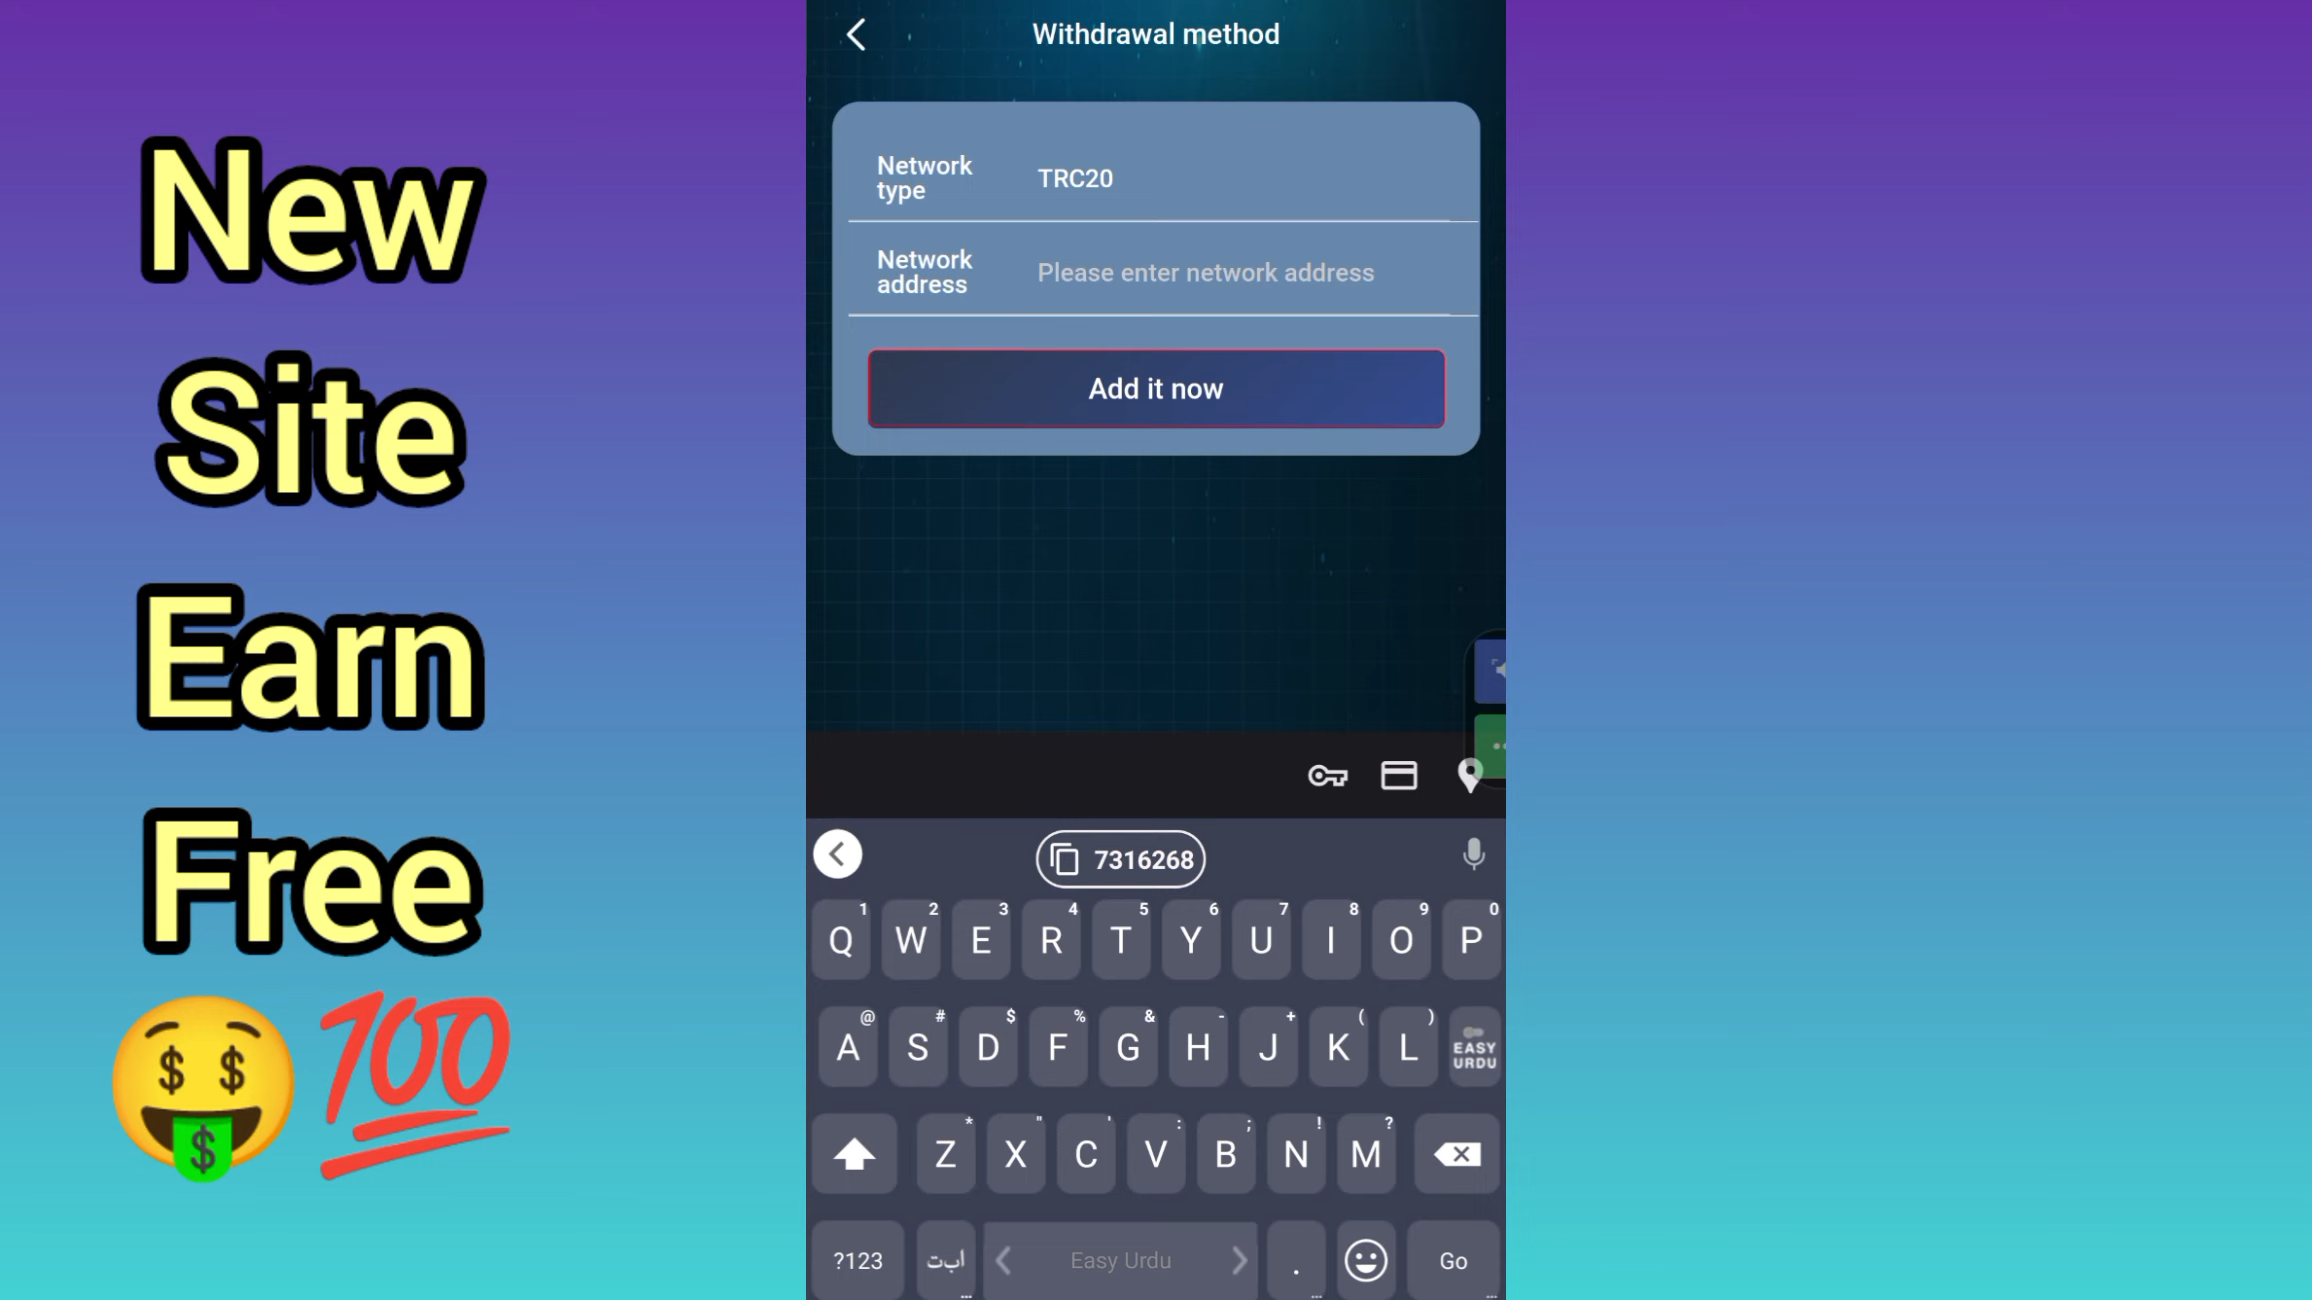 New
Site
Earn
Free
Withdrawal method
Network type
TRC20
Network address
Please enter network address
Add it now
7316268
1 2 3 4 5 6 7 8 9 0
Q W E R T Y U I O P
@ # $ % & - + ( )
A S D F G H J K L
EASY URDU
* " ' : ; ! ?
Z X C V B N M
?123
ابت
Easy Urdu
.
Go